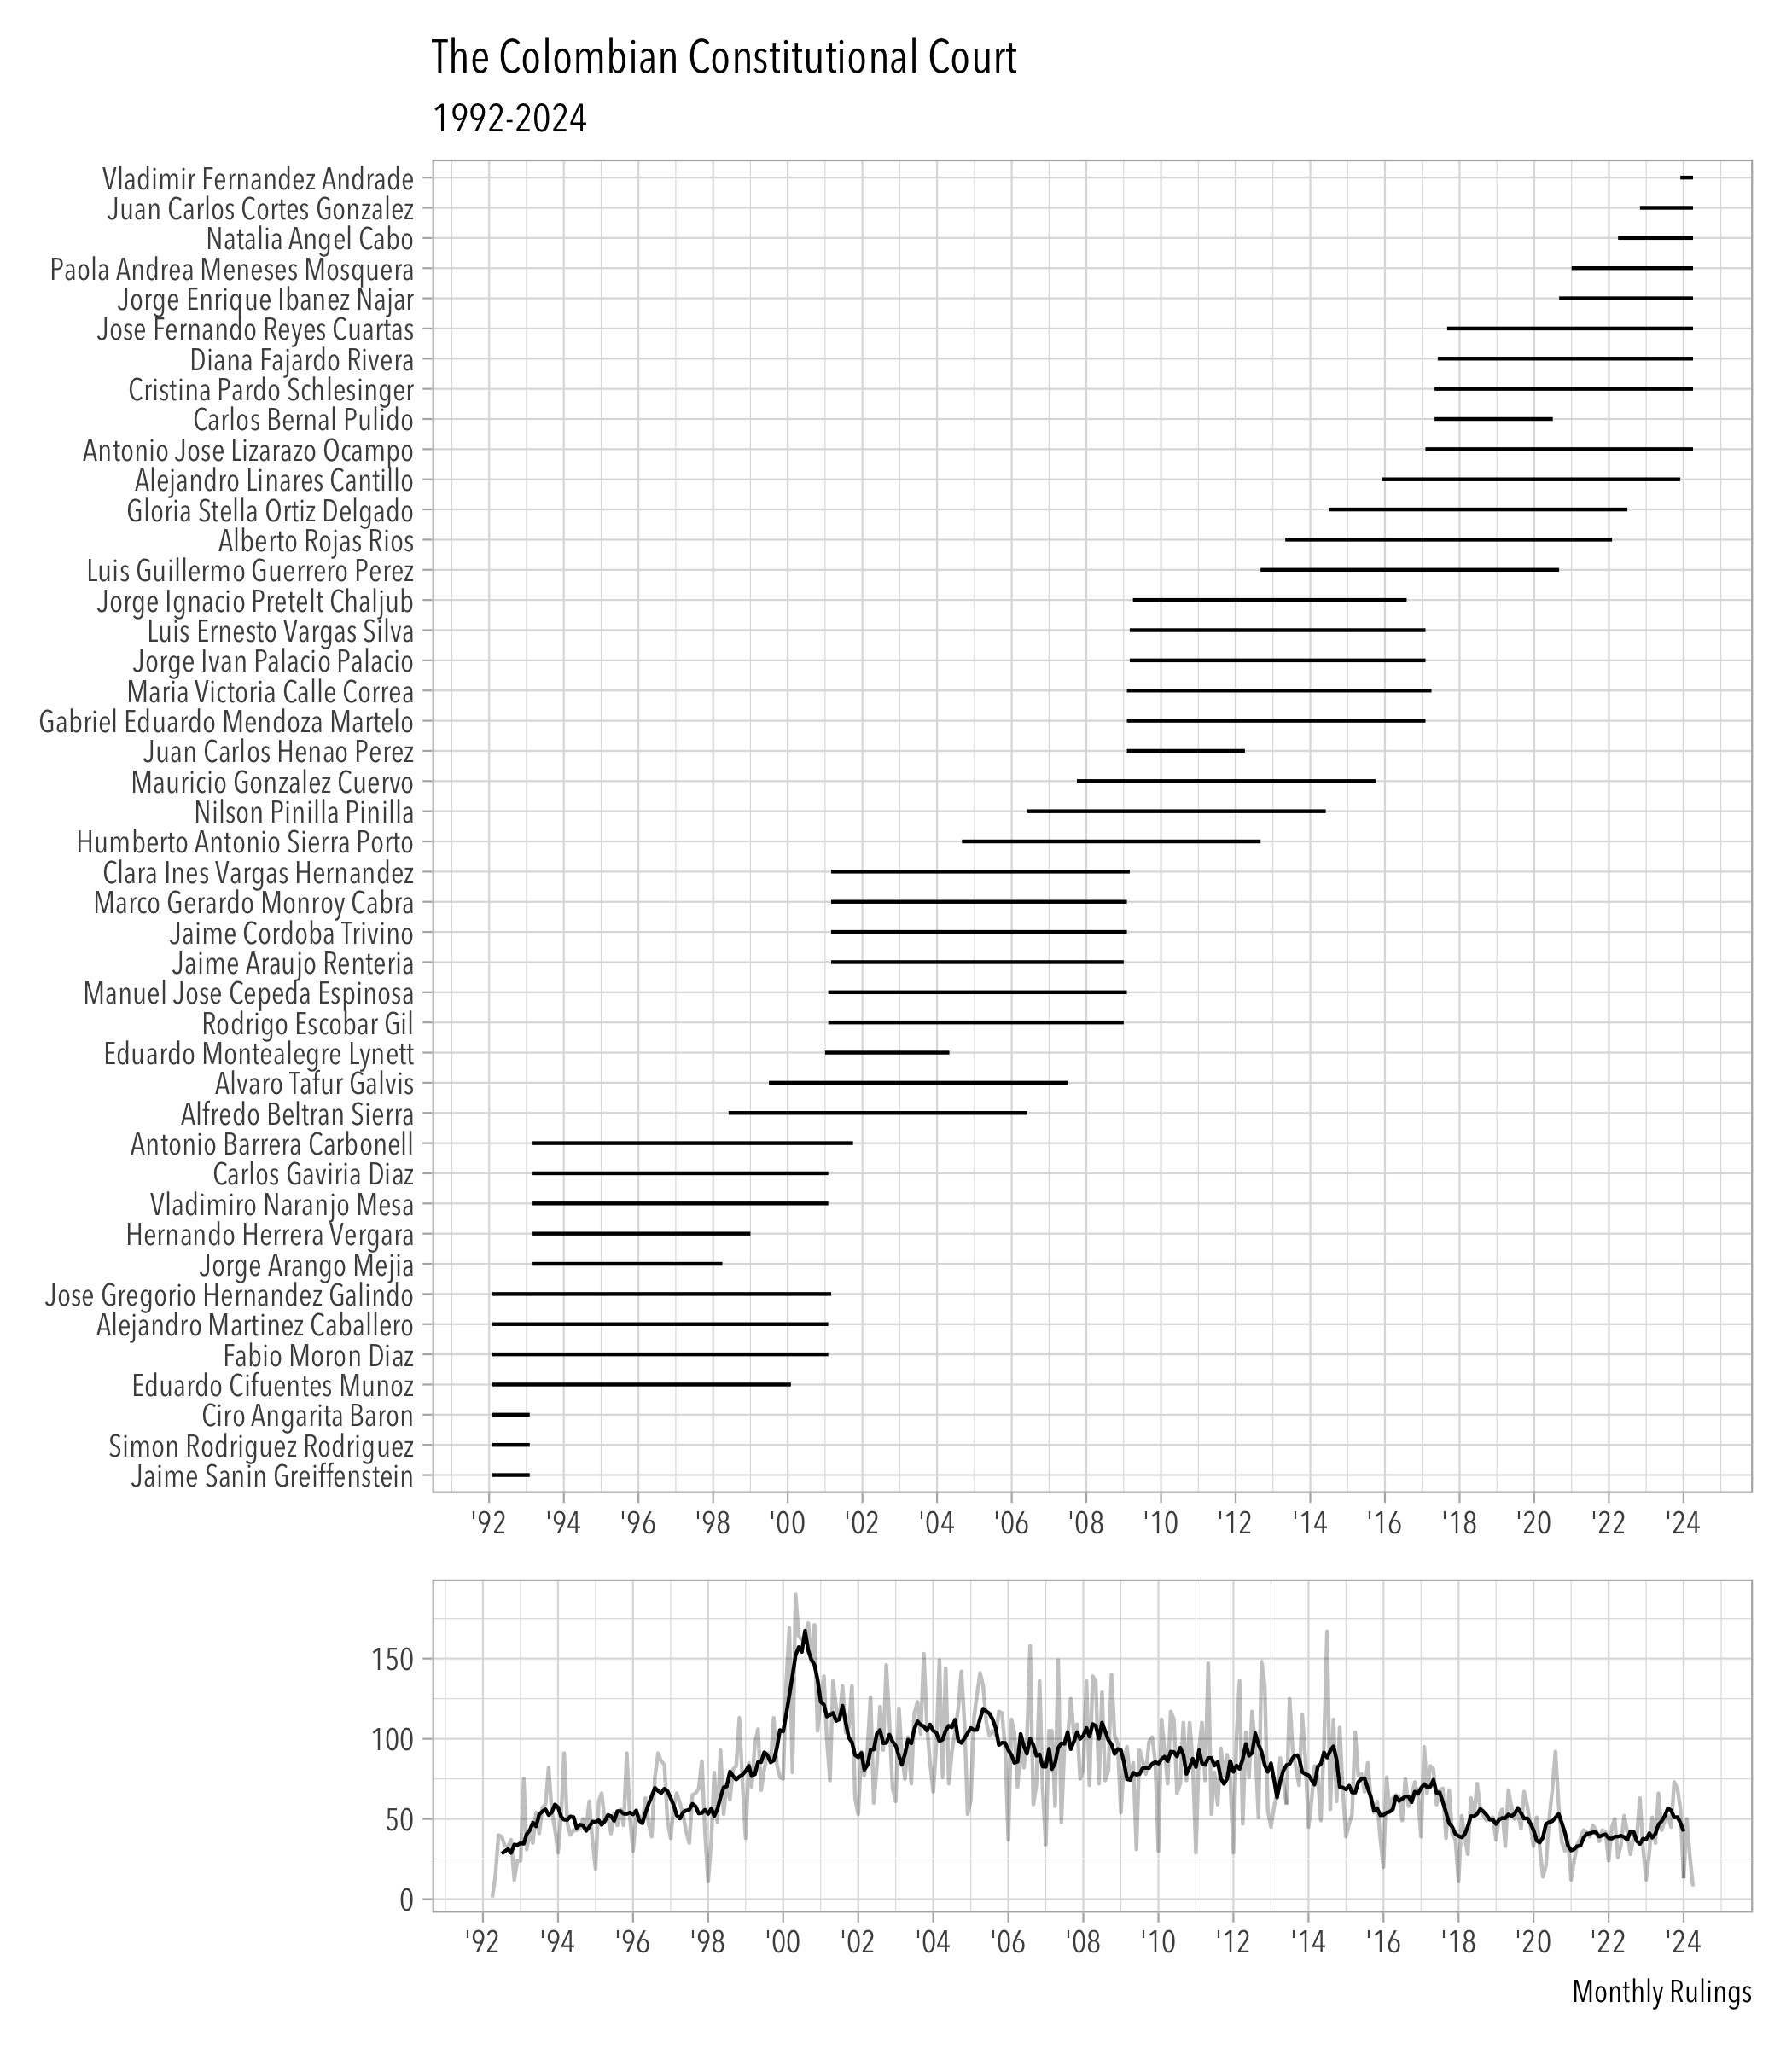 The Colombian Constitutional Court
1992-2024
Vladimir Fernandez Andrade
Juan Carlos Cortes Gonzalez
Natalia Angel Cabo
Paola Andrea Meneses Mosquera
Jorge Enrique Ibanez Najar
Jose Fernando Reyes Cuartas
Diana Fajardo Rivera
Cristina Pardo Schlesinger
Carlos Bernal Pulido
Antonio Jose Lizarazo Ocampo
Alejandro Linares Cantillo
Gloria Stella Ortiz Delgado
Alberto Rojas Rios
Luis Guillermo Guerrero Perez
Jorge Ignacio Pretelt Chaljub
Luis Ernesto Vargas Silva
Jorge Ivan Palacio Palacio
Maria Victoria Calle Correa
Gabriel Eduardo Mendoza Martelo
Juan Carlos Henao Perez
Mauricio Gonzalez Cuervo
Nilson Pinilla Pinilla
Humberto Antonio Sierra Porto
Clara Ines Vargas Hernandez
Marco Gerardo Monroy Cabra
Jaime Cordoba Trivino
Jaime Araujo Renteria
Manuel Jose Cepeda Espinosa
Rodrigo Escobar Gil
Eduardo Montealegre Lynett
Alvaro Tafur Galvis
Alfredo Beltran Sierra
Antonio Barrera Carbonell
Carlos Gaviria Diaz
Vladimiro Naranjo Mesa
Hernando Herrera Vergara
Jorge Arango Mejia
Jose Gregorio Hernandez Galindo
Alejandro Martinez Caballero
Fabio Moron Diaz
Eduardo Cifuentes Munoz
Ciro Angarita Baron
Simon Rodriguez Rodriguez
Jaime Sanin Greiffenstein
'92 '94 '96 '98 '00 '02 '04 '06 '08 '10 '12 '14 '16 '18 '20 '22 '24
150
100
50
0
'92 '94 '96 '98 '00 '02 '04 '06 '08 '10 '12 '14 '16 '18 '20 '22 '24
Monthly Rulings